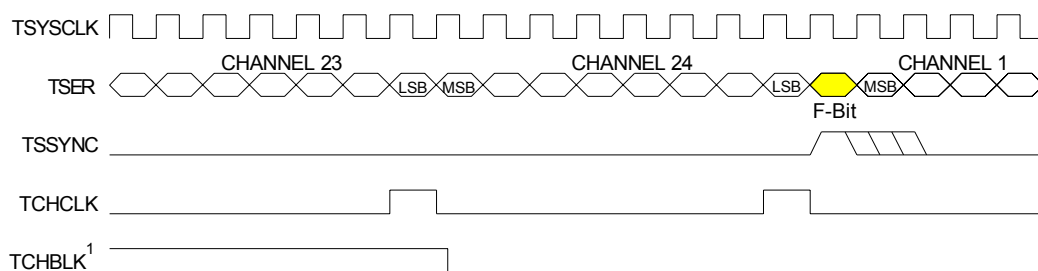 TSYSCLK
CHANNEL 23 CHANNEL 24 CHANNEL 1
TSER LSB MSB LSB MSB
F-Bit
TSSYNC
TCHCLK
TCHBLK1